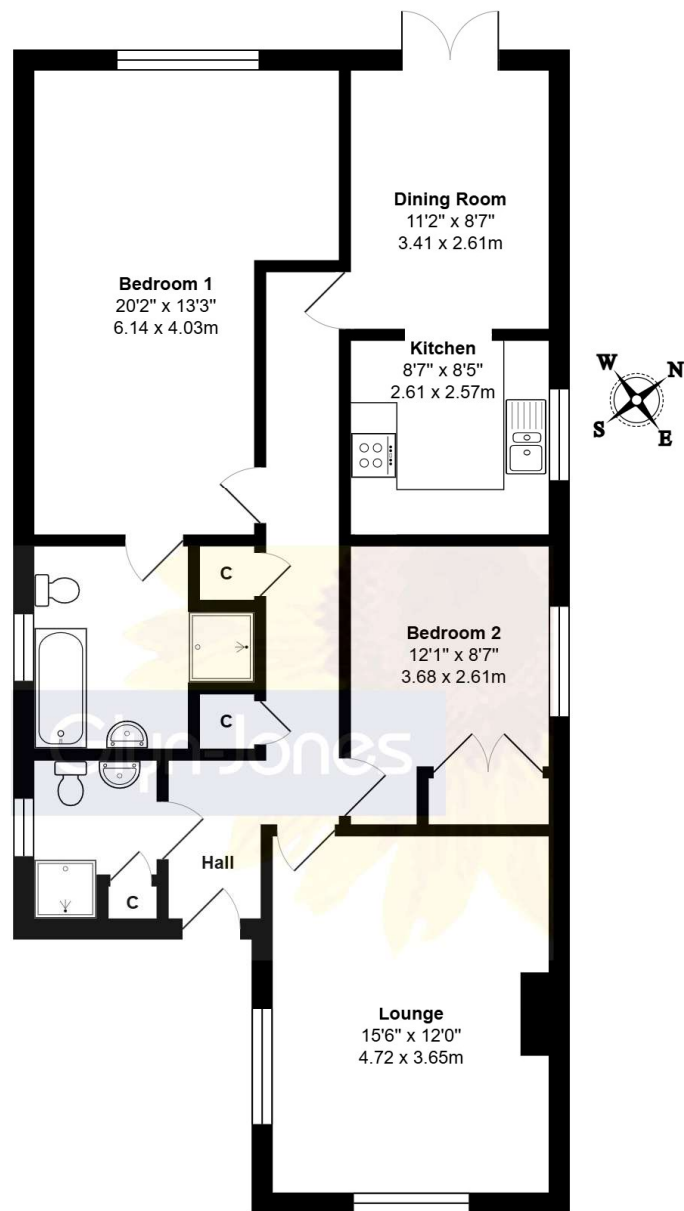 Dining Room
11'2" x 8'7"
3.41 x 2.61m
Bedroom 1
20'2" x 13'3"
6.14 x 4.03m
Kitchen
8'7" x 8'5"
2.61 x 2.57m
W
N
S
E
C
Bedroom 2
12'1" x 8'7"
3.68 x 2.61m
C
Glyn-Jones
Hall
C
Lounge
15'6" x 12'0"
4.72 x 3.65m